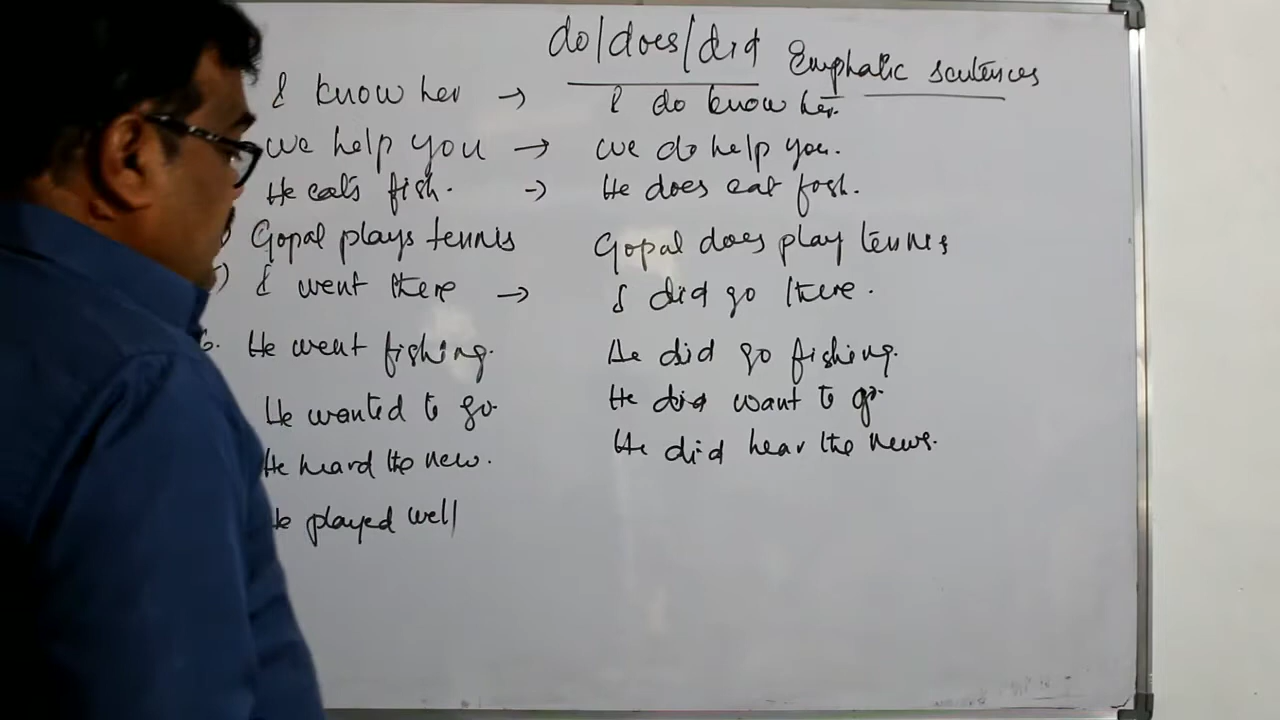 do/does/did Emphatic sentences
I know her → I do know her.
we help you → we do help you.
He eats fish. → He does eat fish.
) Gopal plays tennis Gopal does play tennis
) I went there → I did go there.
6. He went fishing. He did go fishing.
He wanted to go. He did want to go.
He heard the new. He did hear the news.
He played well